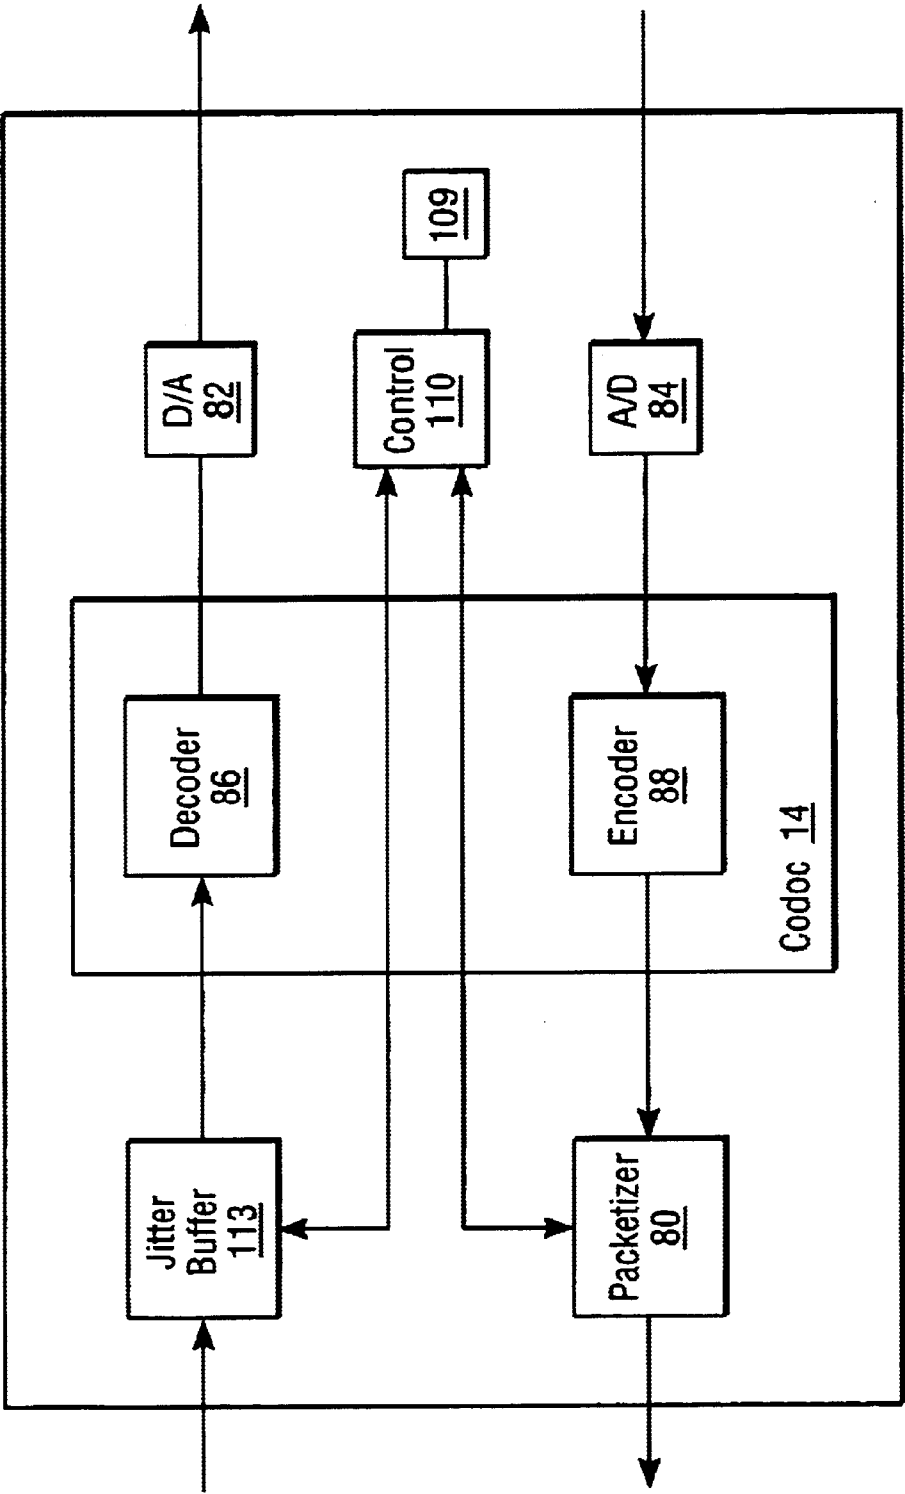 Jitter
Buffer
113
Decoder
86
D/A
82
Control
110
109
Packetizer
80
Encoder
88
A/D
84
Codoc 14